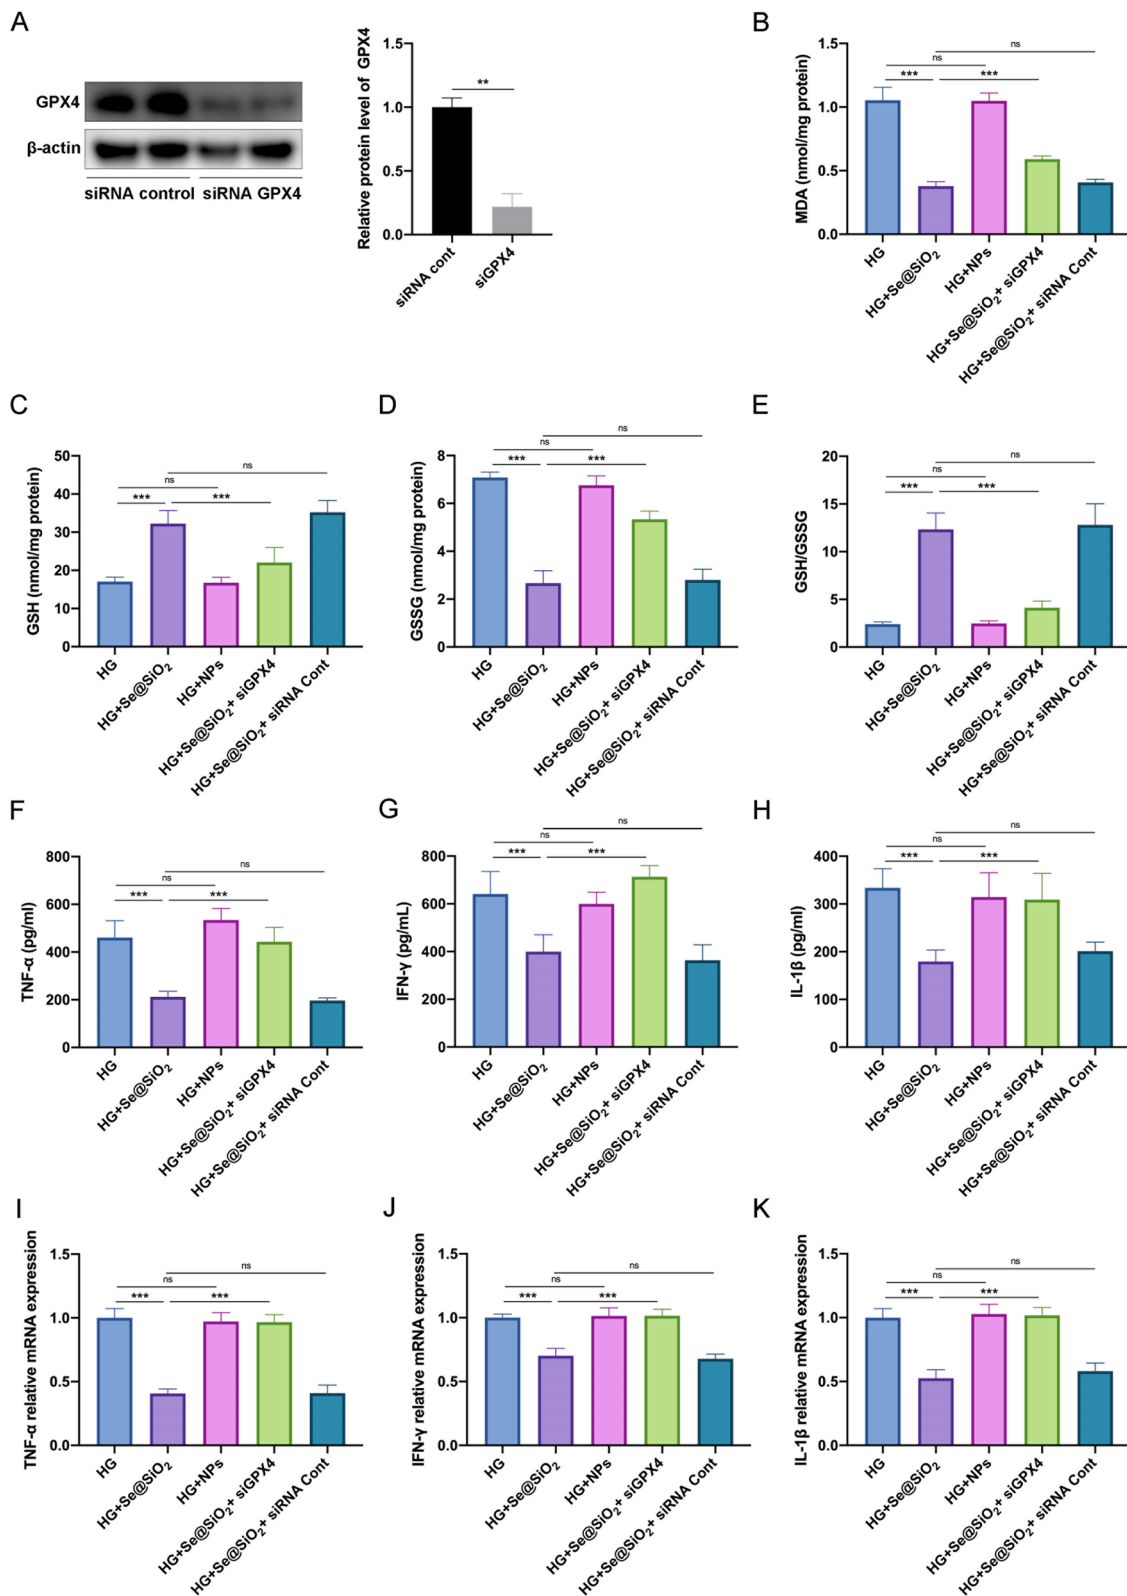 A
GPX4
β-actin
siRNA control siRNA GPX4
Relative protein level of GPX4
1.5
1.0
0.5
0.0
**
siRNA cont
siGPX4
B
MDA (nmol/mg protein)
1.5
1.0
0.5
0.0
ns
ns
*** ***
HG
HG+Se@SiO₂
HG+NPs
HG+Se@SiO₂+ siGPX4
HG+Se@SiO₂+ siRNA Cont
C
GSH (nmol/mg protein)
50
40
30
20
10
0
ns
ns
*** ***
HG
HG+Se@SiO₂
HG+NPs
HG+Se@SiO₂+ siGPX4
HG+Se@SiO₂+ siRNA Cont
D
GSSG (nmol/mg protein)
8
6
4
2
0
ns
ns
*** ***
HG
HG+Se@SiO₂
HG+NPs
HG+Se@SiO₂+ siGPX4
HG+Se@SiO₂+ siRNA Cont
E
GSH/GSSG
20
15
10
5
0
ns
ns
*** ***
HG
HG+Se@SiO₂
HG+NPs
HG+Se@SiO₂+ siGPX4
HG+Se@SiO₂+ siRNA Cont
F
TNF-α (pg/ml)
800
600
400
200
0
ns
ns
*** ***
HG
HG+Se@SiO₂
HG+NPs
HG+Se@SiO₂+ siGPX4
HG+Se@SiO₂+ siRNA Cont
G
IFN-γ (pg/mL)
800
600
400
200
0
ns
ns
*** ***
HG
HG+Se@SiO₂
HG+NPs
HG+Se@SiO₂+ siGPX4
HG+Se@SiO₂+ siRNA Cont
H
IL-1β (pg/ml)
400
300
200
100
0
ns
ns
*** ***
HG
HG+Se@SiO₂
HG+NPs
HG+Se@SiO₂+ siGPX4
HG+Se@SiO₂+ siRNA Cont
I
TNF-α relative mRNA expression
1.5
1.0
0.5
0.0
ns
ns
*** ***
HG
HG+Se@SiO₂
HG+NPs
HG+Se@SiO₂+ siGPX4
HG+Se@SiO₂+ siRNA Cont
J
IFN-γ relative mRNA expression
1.5
1.0
0.5
0.0
ns
ns
*** ***
HG
HG+Se@SiO₂
HG+NPs
HG+Se@SiO₂+ siGPX4
HG+Se@SiO₂+ siRNA Cont
K
IL-1β relative mRNA expression
1.5
1.0
0.5
0.0
ns
ns
*** ***
HG
HG+Se@SiO₂
HG+NPs
HG+Se@SiO₂+ siGPX4
HG+Se@SiO₂+ siRNA Cont